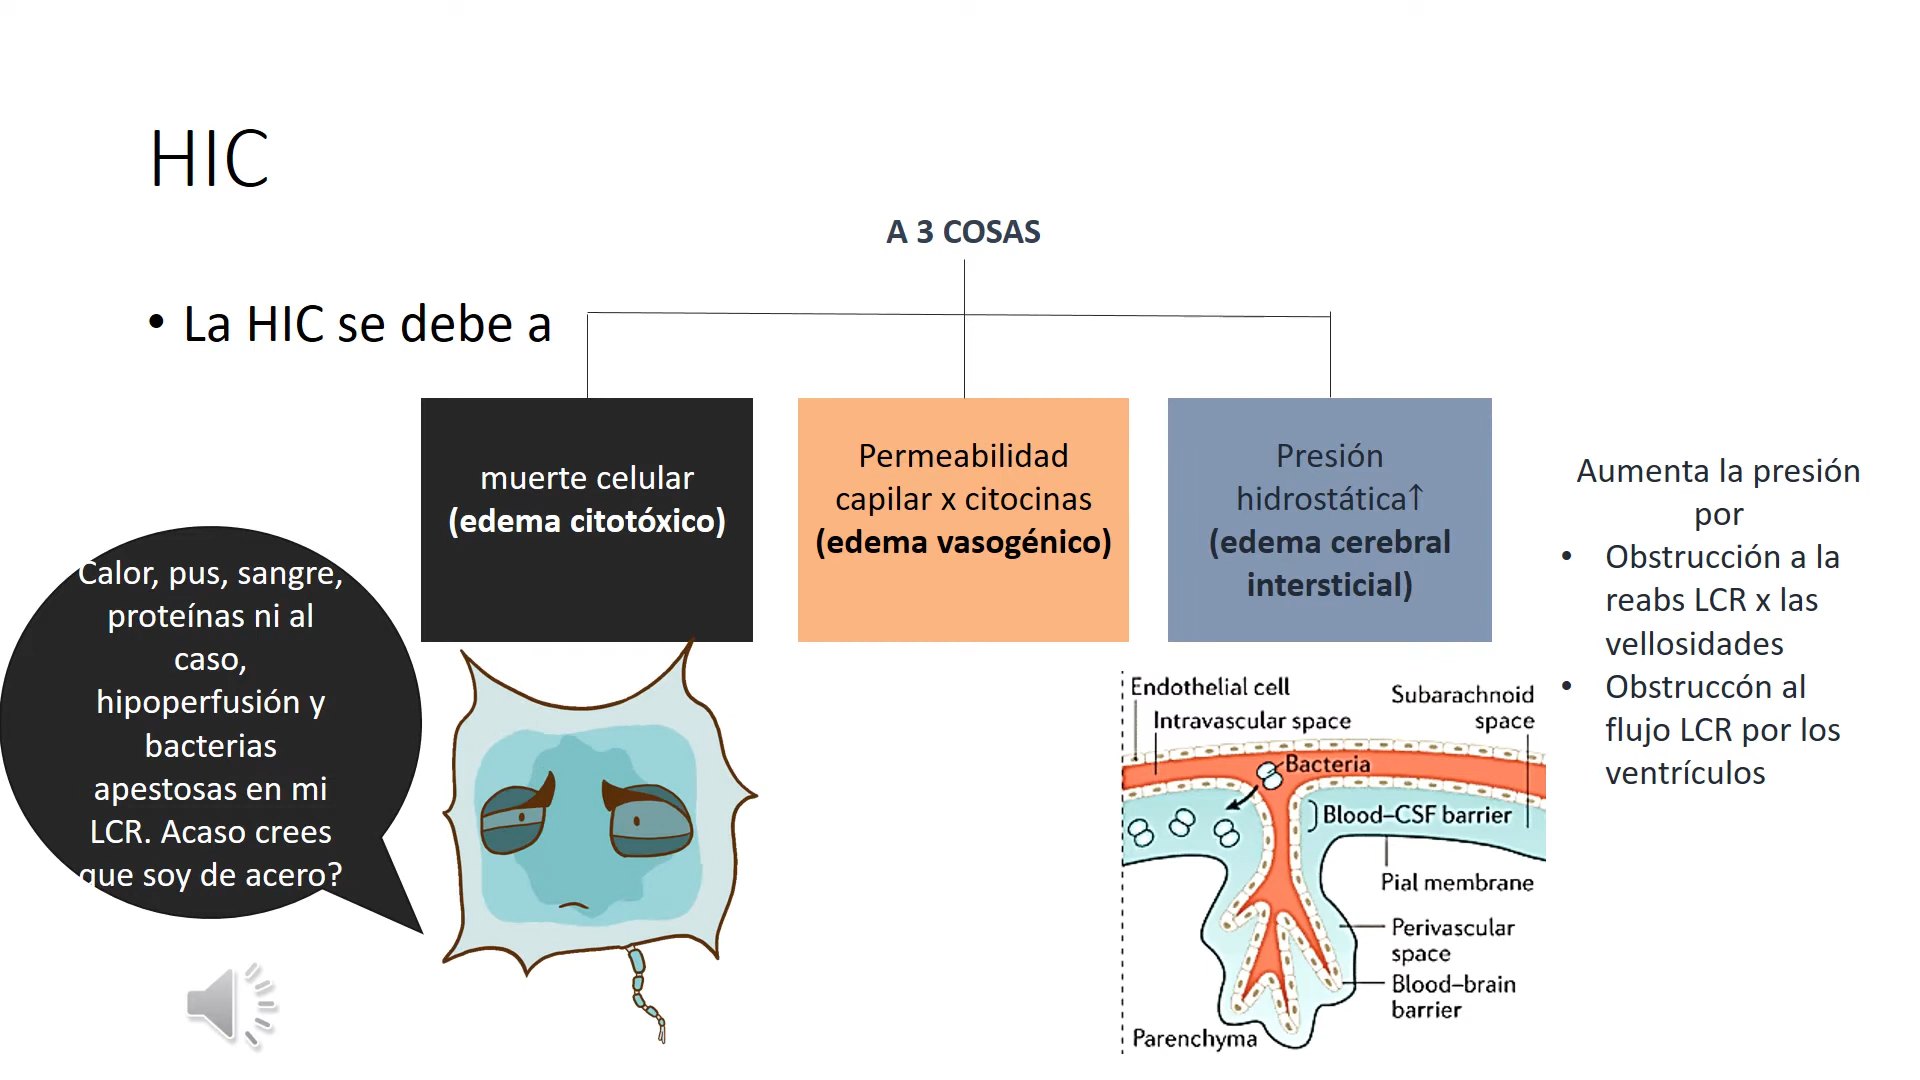 HIC
A 3 COSAS
• La HIC se debe a
muerte celular
(edema citotóxico)
Permeabilidad
capilar x citocinas
(edema vasogénico)
Presión
hidrostática↑
(edema cerebral
intersticial)
Aumenta la presión
por
• Obstrucción a la
reabs LCR x las
vellosidades
• Obstruccón al
flujo LCR por los
ventrículos
Calor, pus, sangre,
proteínas ni al
caso,
hipoperfusión y
bacterias
apestosas en mi
LCR. Acaso crees
que soy de acero?
Endothelial cell
Intravascular space
Subarachnoid
space
Bacteria
Blood–CSF barrier
Pial membrane
Perivascular
space
Blood–brain
barrier
Parenchyma